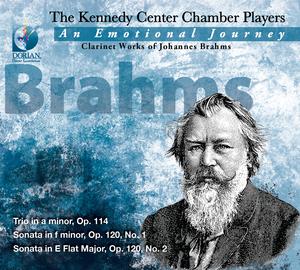 The Kennedy Center Chamber Players
An Emotional Journey
Clarinet Works of Johannes Brahms
DORIAN
Brahms
Trio in a minor, Op. 114
Sonata in f minor, Op. 120, No. 1
Sonata in E Flat Major, Op. 120, No. 2